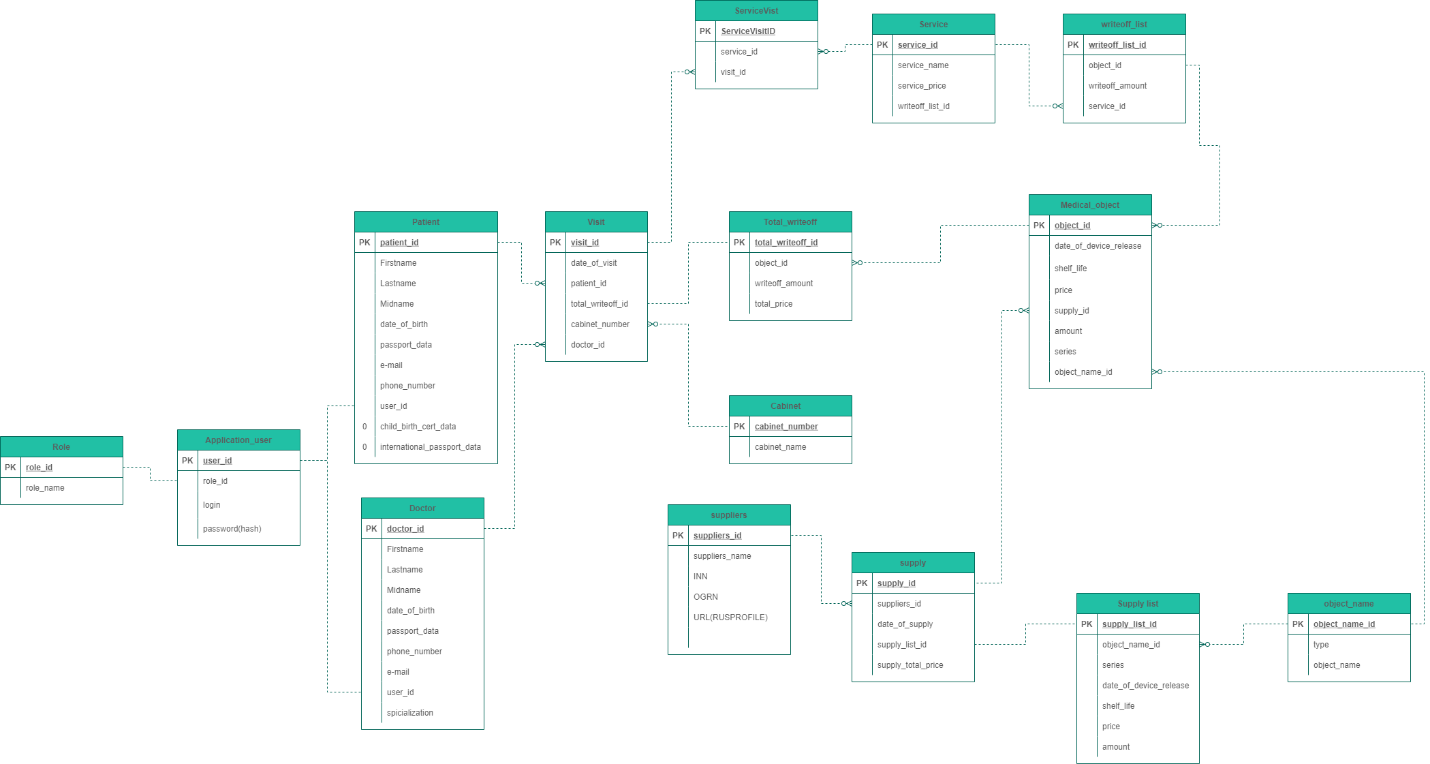 ServiceVist
PK ServiceVisitID
service_id
visit_id
Service
PK service_id
service_name
service_price
writeoff_list_id
writeoff_list
PK writeoff_list_id
object_id
writeoff_amount
service_id
Patient
PK patient_id
Firstname
Lastname
Midname
date_of_birth
passport_data
e-mail
phone_number
user_id
0 child_birth_cert_data
0 international_passport_data
Visit
PK visit_id
date_of_visit
patient_id
total_writeoff_id
cabinet_number
doctor_id
Total_writeoff
PK total_writeoff_id
object_id
writeoff_amount
total_price
Medical_object
PK object_id
date_of_device_release
shelf_life
price
supply_id
amount
series
object_name_id
Cabinet
PK cabinet_number
cabinet_name
Role
PK role_id
role_name
Application_user
PK user_id
role_id
login
password(hash)
Doctor
PK doctor_id
Firstname
Lastname
Midname
date_of_birth
passport_data
phone_number
e-mail
user_id
spicialization
suppliers
PK suppliers_id
suppliers_name
INN
OGRN
URL(RUSPROFILE)
supply
PK supply_id
suppliers_id
date_of_supply
supply_list_id
supply_total_price
Supply list
PK supply_list_id
object_name_id
series
date_of_device_release
shelf_life
price
amount
object_name
PK object_name_id
type
object_name